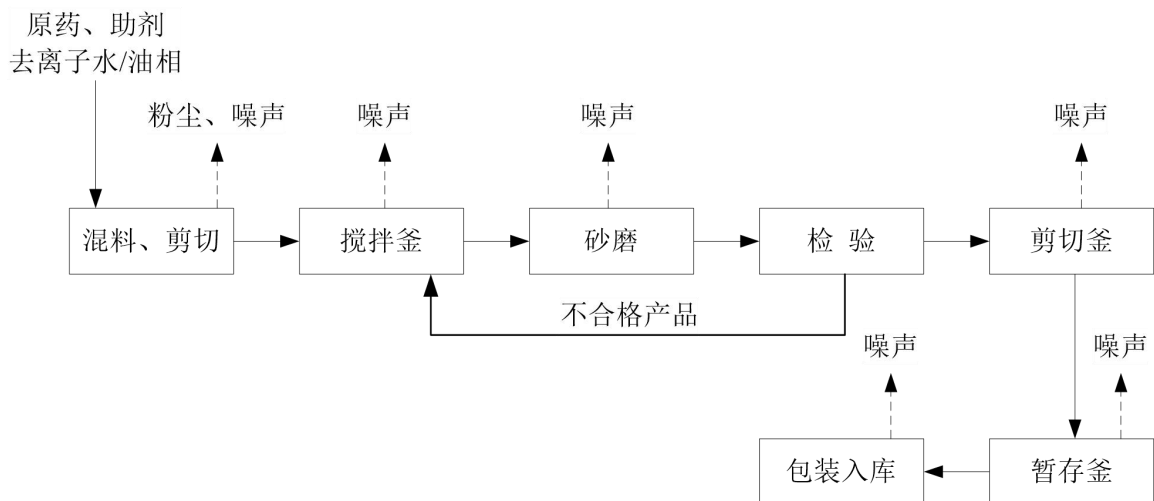 原药、助剂
去离子水/油相
粉尘、噪声
噪声
噪声
噪声
混料、剪切
搅拌釜
砂磨
检 验
剪切釜
不合格产品
噪声
噪声
包装入库
暂存釜